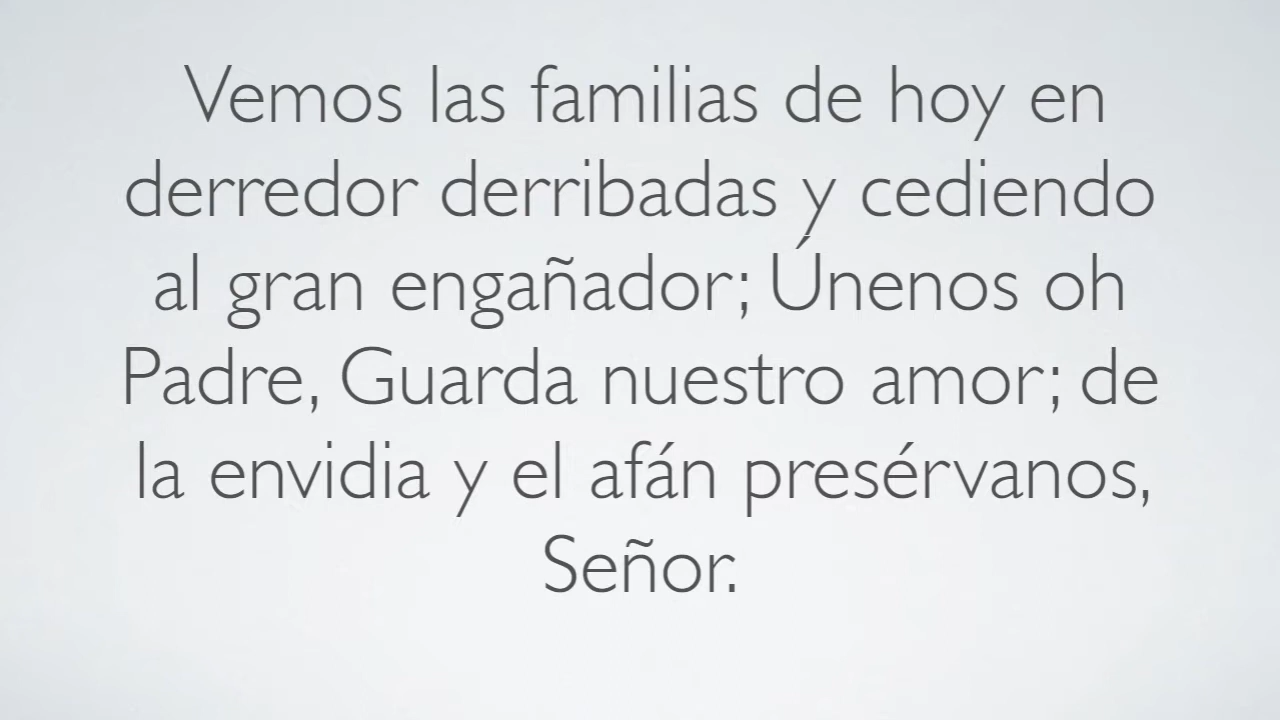 Vemos las familias de hoy en
derredor derribadas y cediendo
al gran engañador; Únenos oh
Padre, Guarda nuestro amor; de
la envidia y el afán presérvanos,
Señor.